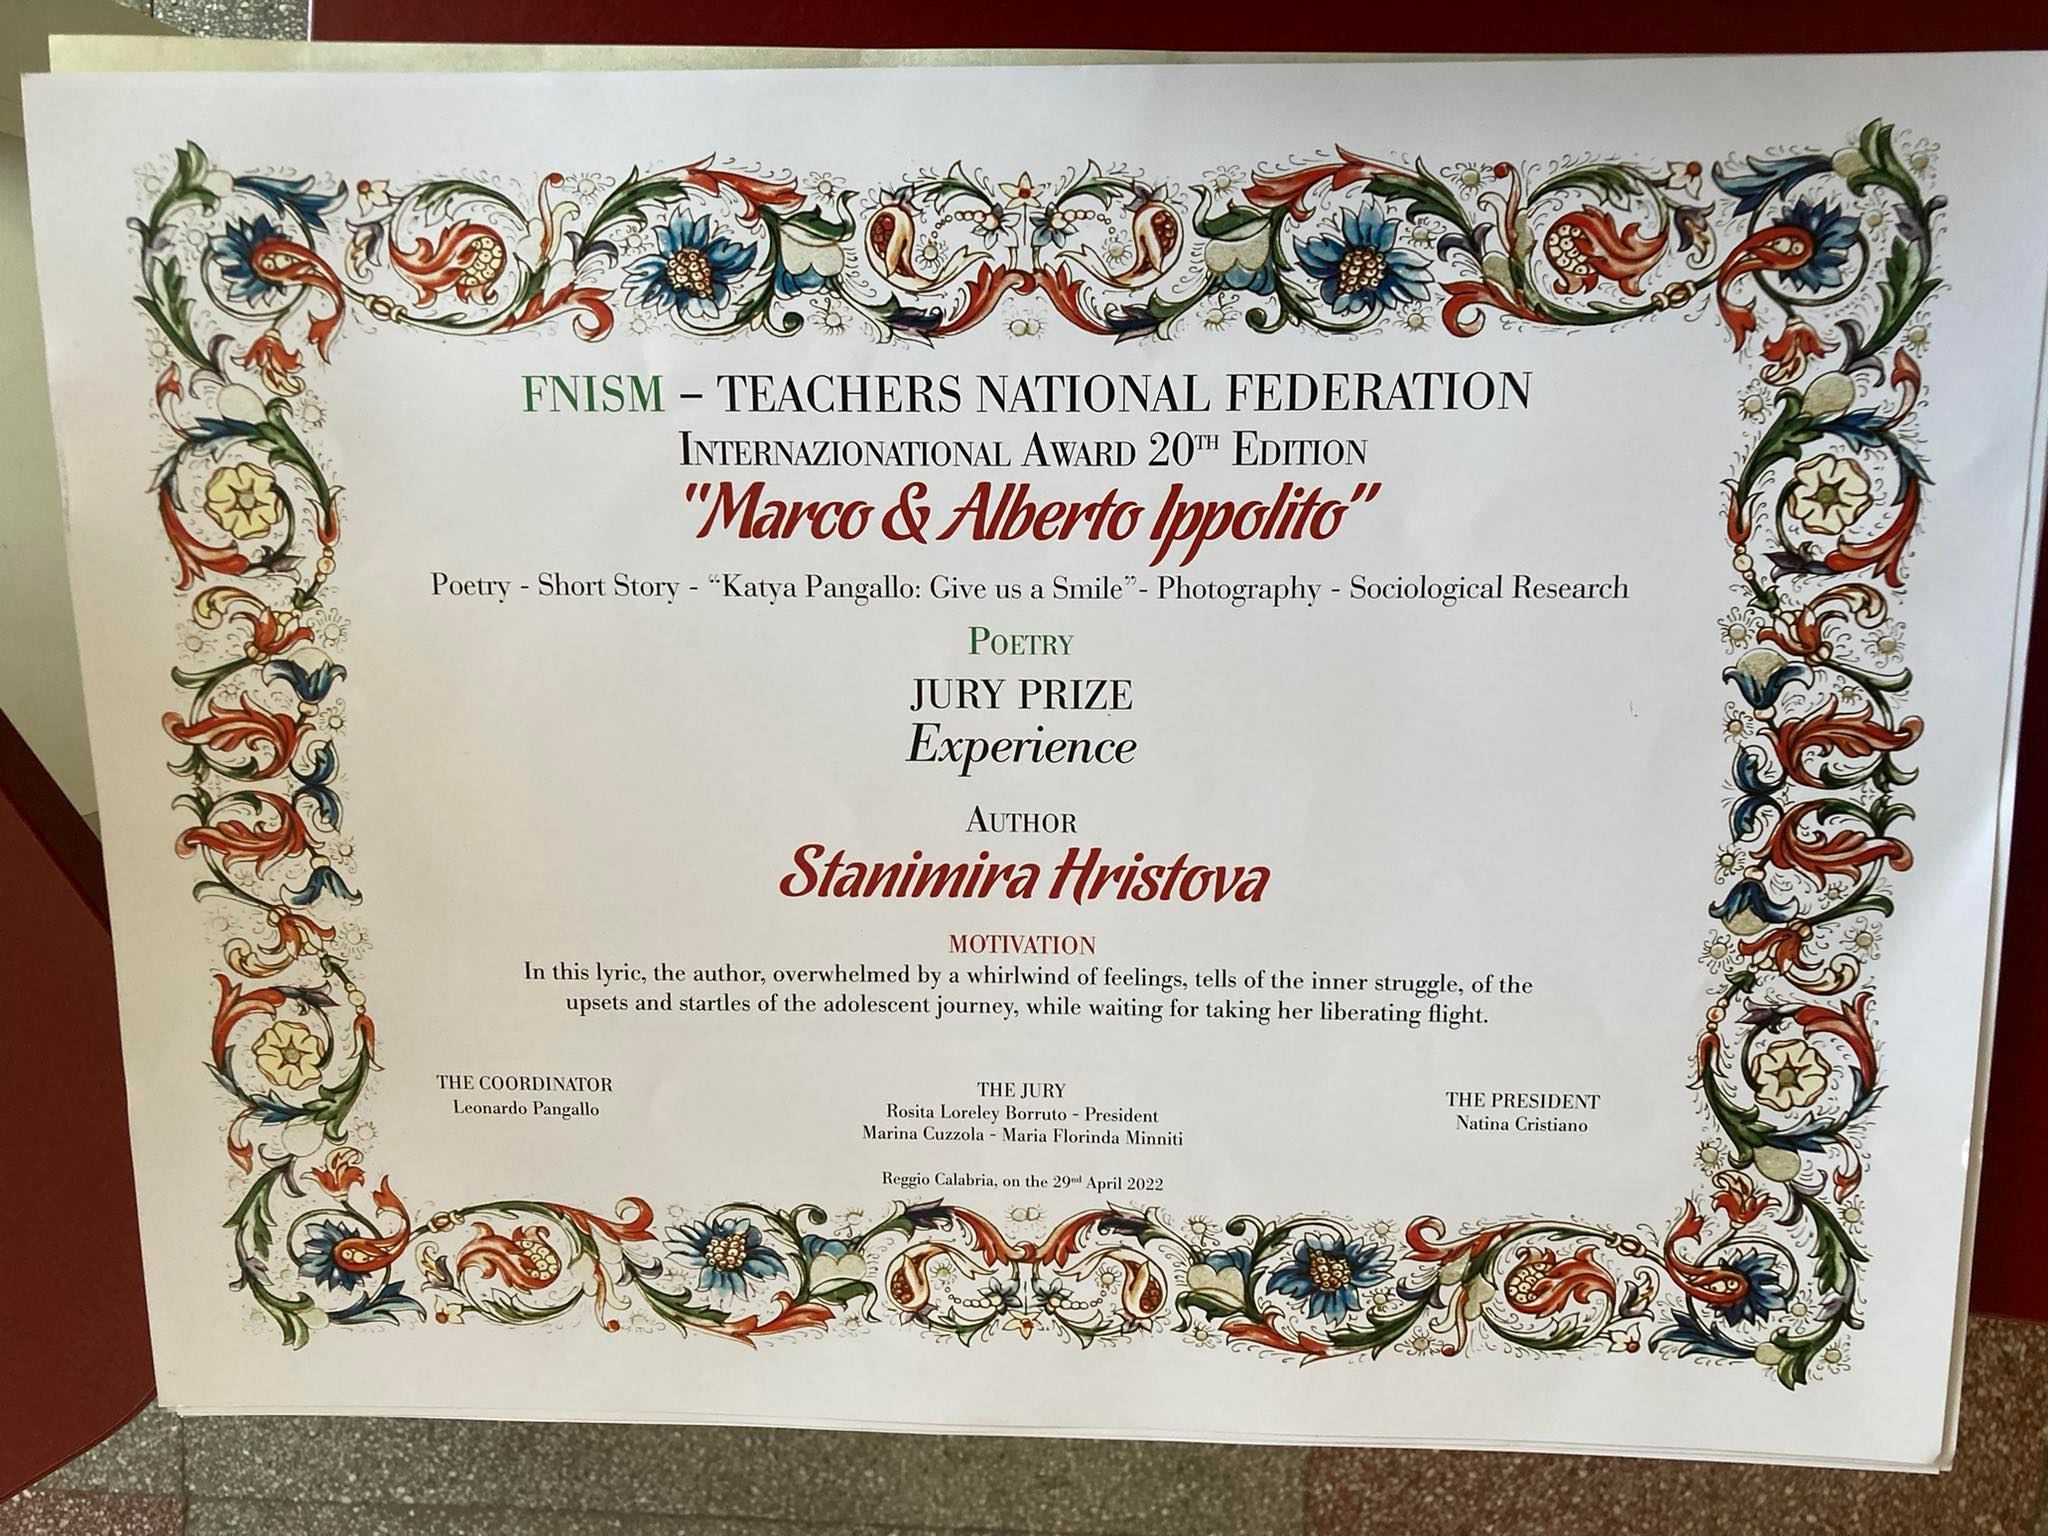 FNISM – TEACHERS NATIONAL FEDERATION
INTERNAZIONATIONAL AWARD 20TH EDITION
"Marco & Alberto Ippolito"
Poetry - Short Story - “Katya Pangallo: Give us a Smile”- Photography - Sociological Research
POETRY
JURY PRIZE
Experience
AUTHOR
Stanimira Hristova
MOTIVATION
In this lyric, the author, overwhelmed by a whirlwind of feelings, tells of the inner struggle, of the
upsets and startles of the adolescent journey, while waiting for taking her liberating flight.
THE COORDINATOR
Leonardo Pangallo
THE JURY
Rosita Loreley Borruto - President
Marina Cuzzola - Maria Florinda Minniti
THE PRESIDENT
Natina Cristiano
Reggio Calabria, on the 29nd April 2022